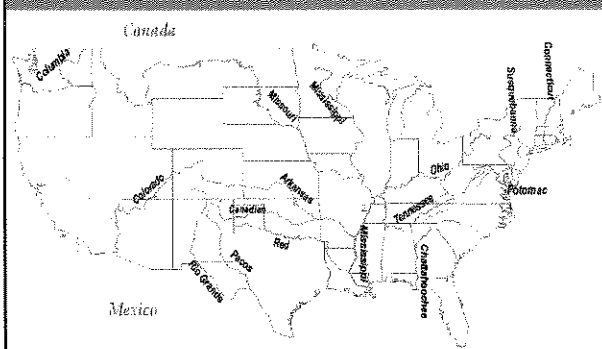 Canada
Columbia
Missouri
Mississippi
Susquehanna
Connecticut
Ohio
Potomac
Colorado
Arkansas
Canadian
Tennessee
Red
Pecos
Rio Grande
Mississippi
Chattahoochee
Mexico